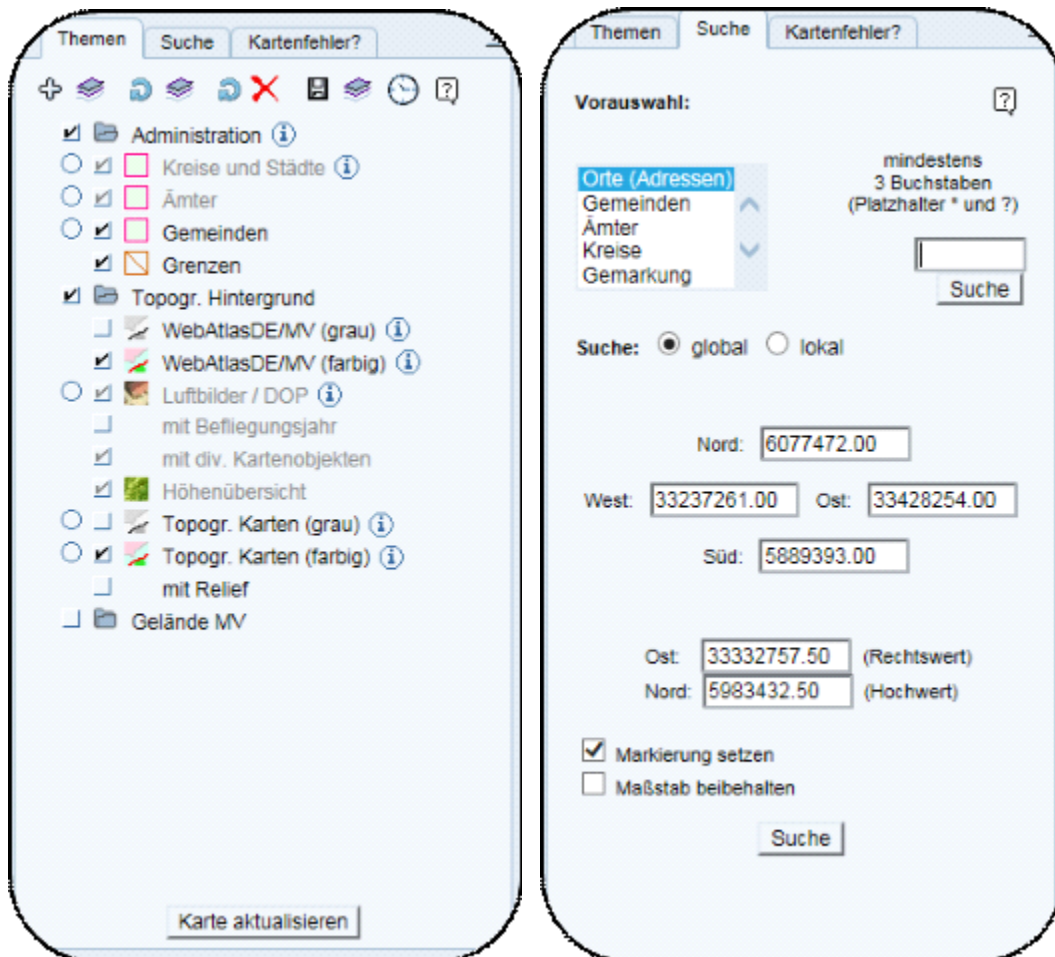 Themen
Suche
Kartenfehler?
Administration
Kreise und Städte
Ämter
Gemeinden
Grenzen
Topogr. Hintergrund
WebAtlasDE/MV (grau)
WebAtlasDE/MV (farbig)
Luftbilder / DOP
mit Befliegungsjahr
mit div. Kartenobjekten
Höhenübersicht
Topogr. Karten (grau)
Topogr. Karten (farbig)
mit Relief
Gelände MV
Karte aktualisieren
Themen
Suche
Kartenfehler?
Vorauswahl:
Orte (Adressen)
Gemeinden
Ämter
Kreise
Gemarkung
mindestens
3 Buchstaben
(Platzhalter * und ?)
Suche
Suche: global lokal
Nord: 6077472.00
West: 33237261.00 Ost: 33428254.00
Süd: 5889393.00
Ost: 33332757.50 (Rechtswert)
Nord: 5983432.50 (Hochwert)
Markierung setzen
Maßstab beibehalten
Suche